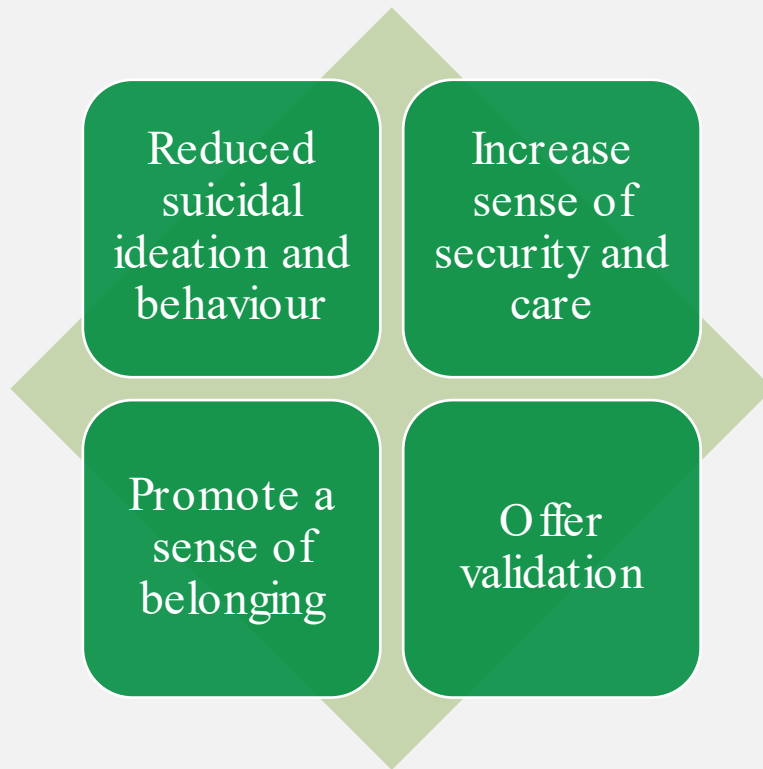 Reduced
suicidal
ideation and
behaviour
Increase
sense of
security and
care
Promote a
sense of
belonging
Offer
validation